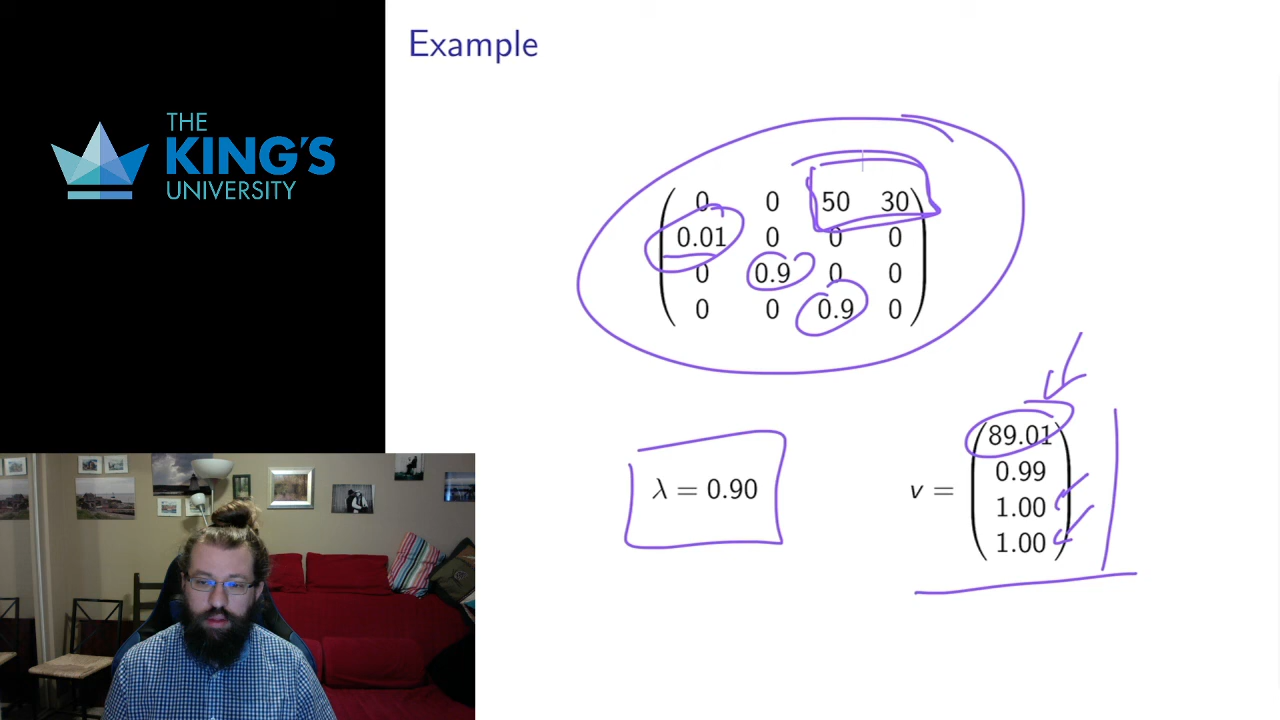 THE
KING'S
UNIVERSITY
Example
0 0 50 30
0.01 0 0 0
0 0.9 0 0
0 0 0.9 0
λ = 0.90
v =
89.01
0.99
1.00
1.00